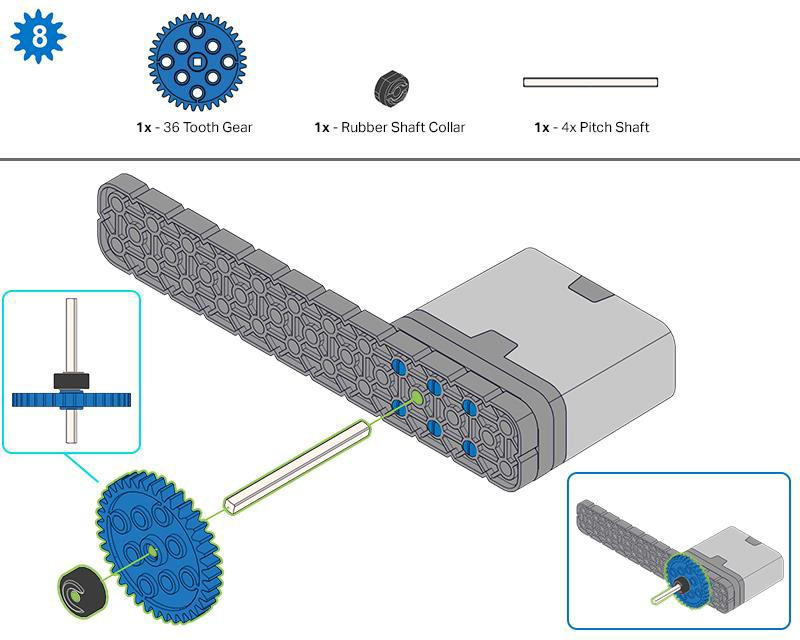 8
1x - 36 Tooth Gear
1x - Rubber Shaft Collar
1x - 4x Pitch Shaft